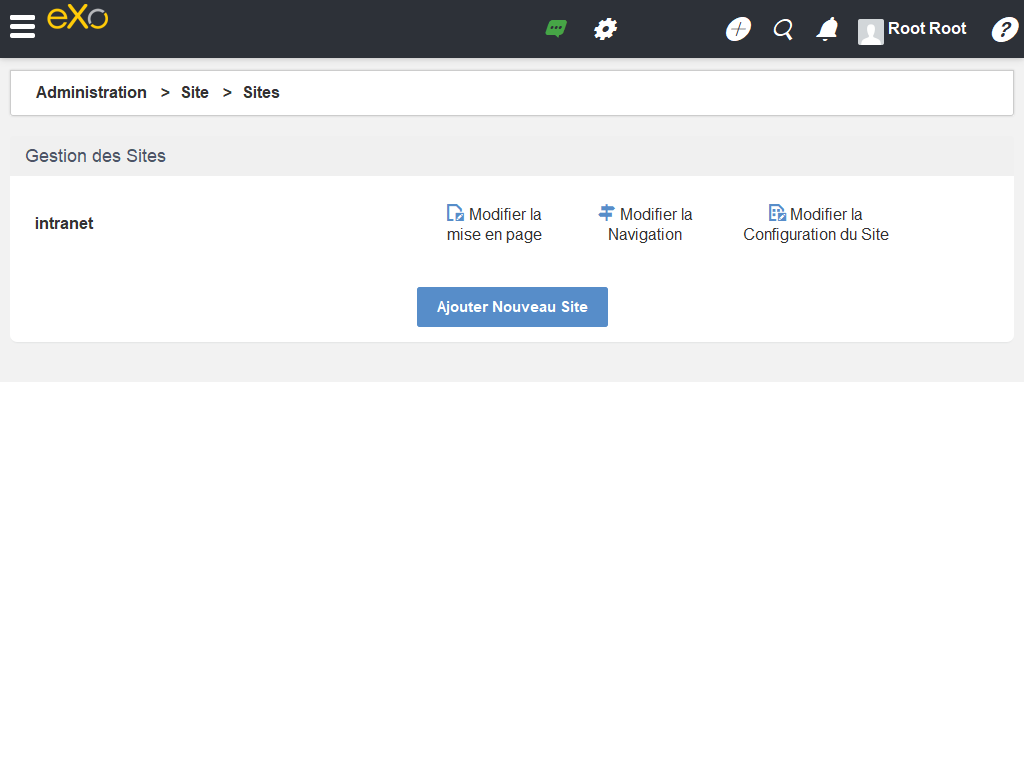 eXo
Root Root
?
Administration > Site > Sites
Gestion des Sites
intranet
Modifier la
mise en page
Modifier la
Navigation
Modifier la
Configuration du Site
Ajouter Nouveau Site